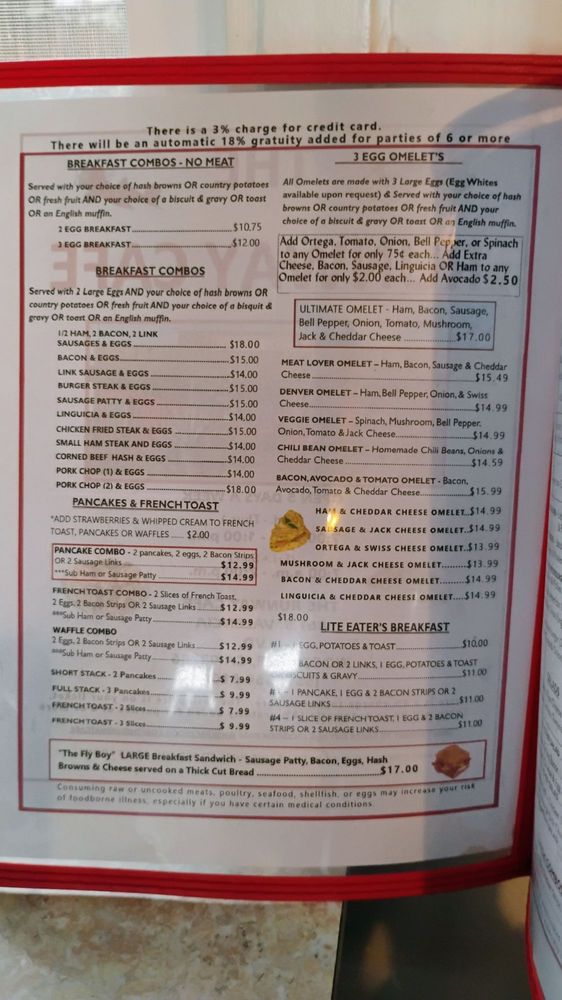 There is a 3% charge for credit card.
There will be an automatic 18% gratuity added for parties of 6 or more
BREAKFAST COMBOS - NO MEAT
Served with your choice of hash browns OR country potatoes
OR fresh fruit AND your choice of a biscuit & gravy OR toast
OR an English muffin.
2 EGG BREAKFAST........$10.75
3 EGG BREAKFAST........$12.00
BREAKFAST COMBOS
Served with 2 Large Eggs AND your choice of hash browns OR
country potatoes OR fresh fruit AND your choice of a bisquit &
gravy OR toest OR an English muffin.
1/2 HAM, 2 BACON, 2 LINK
SAUSAGES & EGGS........$18.00
BACON & EGGS........$15.00
LINK SAUSAGE & EGGS........$14.00
BURGER STEAK & EGGS........$15.00
SAUSAGE PATTY & EGGS........$15.00
LINGUICIA & EGGS........$14.00
CHICKEN FRIED STEAK & EGGS........$15.00
SMALL HAM STEAK AND EGGS........$14.00
CORNED BEEF HASH & EGGS........$14.00
PORK CHOP (1) & EGGS........$14.00
PORK CHOP (2) & EGGS........$18.00
PANCAKES & FRENCH TOAST
*ADD STRAWBERRIES & WHIPPED CREAM TO FRENCH
TOAST, PANCAKES OR WAFFLES ..... $2.00
PANCAKE COMBO - 2 pancakes, 2 eggs, 2 Bacon Strips
OR 2 Sausage Links........$12.99
***Sub Ham or Sausage Patty........$14.99
FRENCH TOAST COMBO - 2 Slices of French Toast,
2 Eggs, 2 Bacon Strips OR 2 Sausage Links........$12.99
***Sub Ham or Sausage Patty........$14.99
WAFFLE COMBO
2 Eggs, 2 Bacon Strips OR 2 Sausage Links........$12.99
***Sub Ham or Sausage Patty........$14.99
SHORT STACK - 2 Pancakes........$ 7.99
FULL STACK - 3 Pancakes........$ 9.99
FRENCH TOAST - 2 Slices........$ 7.99
FRENCH TOAST - 3 Slices........$ 9.99
3 EGG OMELET'S
All Omelets are made with 3 Large Eggs (Egg Whites
available upon request) & Served with your choice of hash
browns OR country potatoes OR fresh fruit AND your
choice of a biscuit & gravy OR toast OR an English muffin.
Add Ortega, Tomato, Onion, Bell Pepper, or Spinach
to any Omelet for only 75¢ each... Add Extra
Cheese, Bacon, Sausage, Linguicia OR Ham to any
Omelet for only $2.00 each... Add Avocado $2.50
ULTIMATE OMELET - Ham, Bacon, Sausage,
Bell Pepper, Onion, Tomato, Mushroom,
Jack & Cheddar Cheese ........$17.00
MEAT LOVER OMELET – Ham, Bacon, Sausage & Cheddar
Cheese........$15.49
DENVER OMELET – Ham, Bell Pepper, Onion, & Swiss
Cheese........$14.99
VEGGIE OMELET – Spinach, Mushroom, Bell Pepper,
Onion, Tomato & Jack Cheese........$14.99
CHILI BEAN OMELET – Homemade Chili Beans, Onions &
Cheddar Cheese........$14.59
BACON, AVOCADO & TOMATO OMELET - Bacon,
Avocado, Tomato & Cheddar Cheese........$15.99
HAM & CHEDDAR CHEESE OMELET..$14.99
SAUSAGE & JACK CHEESE OMELET..$14.99
ORTEGA & SWISS CHEESE OMELET..$13.99
MUSHROOM & JACK CHEESE OMELET.........$13.99
BACON & CHEDDAR CHEESE OMELET.........$14.99
LINGUICIA & CHEDDAR CHEESE OMELET....$14.99
$18.00
LITE EATER'S BREAKFAST
#1 – 1 EGG, POTATOES & TOAST........$10.00
BACON OR 2 LINKS, 1 EGG, POTATOES & TOAST
OR BISCUITS & GRAVY........$11.00
1 PANCAKE, 1 EGG & 2 BACON STRIPS OR 2
SAUSAGE LINKS........$11.00
#4 – 1 SLICE OF FRENCH TOAST, 1 EGG & 2 BACON
STRIPS OR 2 SAUSAGE LINKS........$11.00
"The Fly Boy" LARGE Breakfast Sandwich - Sausage Patty, Bacon, Eggs, Hash
Browns & Cheese served on a Thick Cut Bread ........$17.00
Consuming raw or uncooked meats, poultry, seafood, shellfish, or eggs may increase your risk
of foodborne illness, especially if you have certain medical conditions